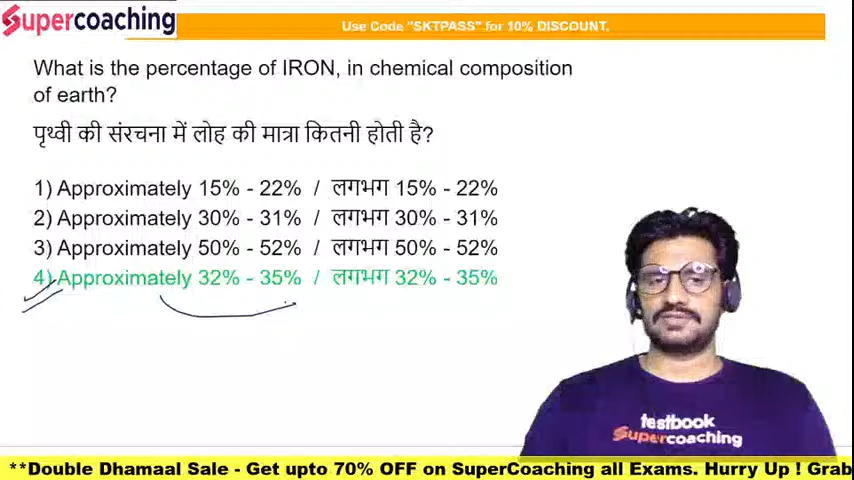 Supercoaching
Use Code "SKTPASS" for 10% DISCOUNT.
What is the percentage of IRON, in chemical composition
of earth?
पृथ्वी की संरचना में लोह की मात्रा कितनी होती है?
1) Approximately 15% - 22% / लगभग 15% - 22%
2) Approximately 30% - 31% / लगभग 30% - 31%
3) Approximately 50% - 52% / लगभग 50% - 52%
4) Approximately 32% - 35% / लगभग 32% - 35%
testbook
Supercoaching
**Double Dhamaal Sale - Get upto 70% OFF on SuperCoaching all Exams. Hurry Up ! Grab